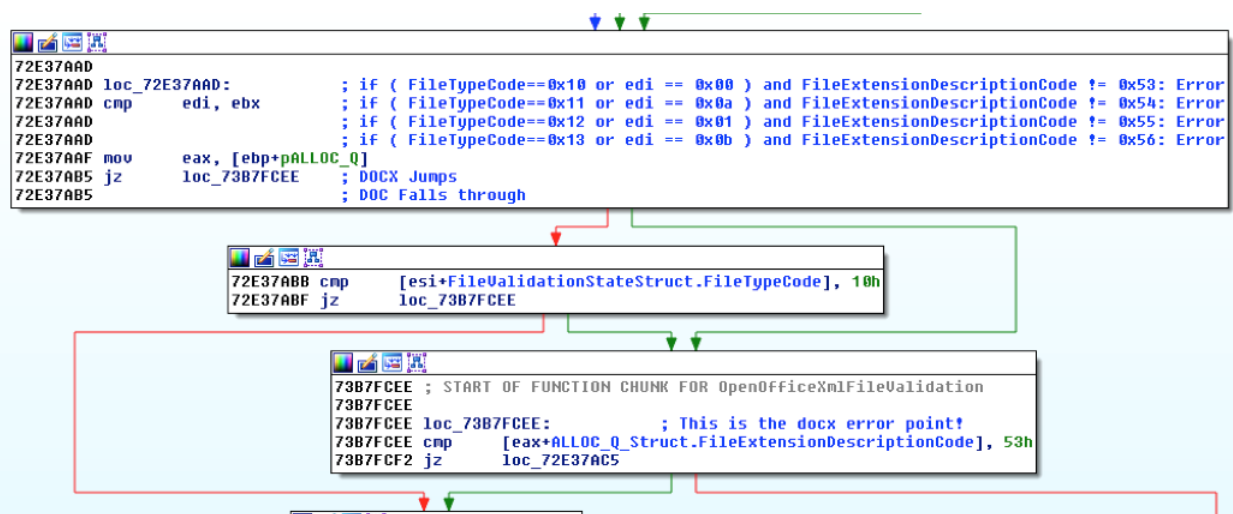 72E37AAD
72E37AAD loc_72E37AAD: ; if ( FileTypeCode==0x10 or edi == 0x00 ) and FileExtensionDescriptionCode != 0x53: Error
72E37AAD cmp edi, ebx ; if ( FileTypeCode==0x11 or edi == 0x0a ) and FileExtensionDescriptionCode != 0x54: Error
72E37AAD ; if ( FileTypeCode==0x12 or edi == 0x01 ) and FileExtensionDescriptionCode != 0x55: Error
72E37AAD ; if ( FileTypeCode==0x13 or edi == 0x0b ) and FileExtensionDescriptionCode != 0x56: Error
72E37AAF mov eax, [ebp+pALLOC_Q]
72E37AB5 jz loc_73B7FCEE ; DOCX Jumps
72E37AB5 ; DOC Falls through
72E37ABB cmp [esi+FileValidationStateStruct.FileTypeCode], 10h
72E37ABF jz loc_73B7FCEE
73B7FCEE ; START OF FUNCTION CHUNK FOR OpenOfficeXmlFileValidation
73B7FCEE
73B7FCEE loc_73B7FCEE: ; This is the docx error point!
73B7FCEE cmp [eax+ALLOC_Q_Struct.FileExtensionDescriptionCode], 53h
73B7FCF2 jz loc_72E37AC5